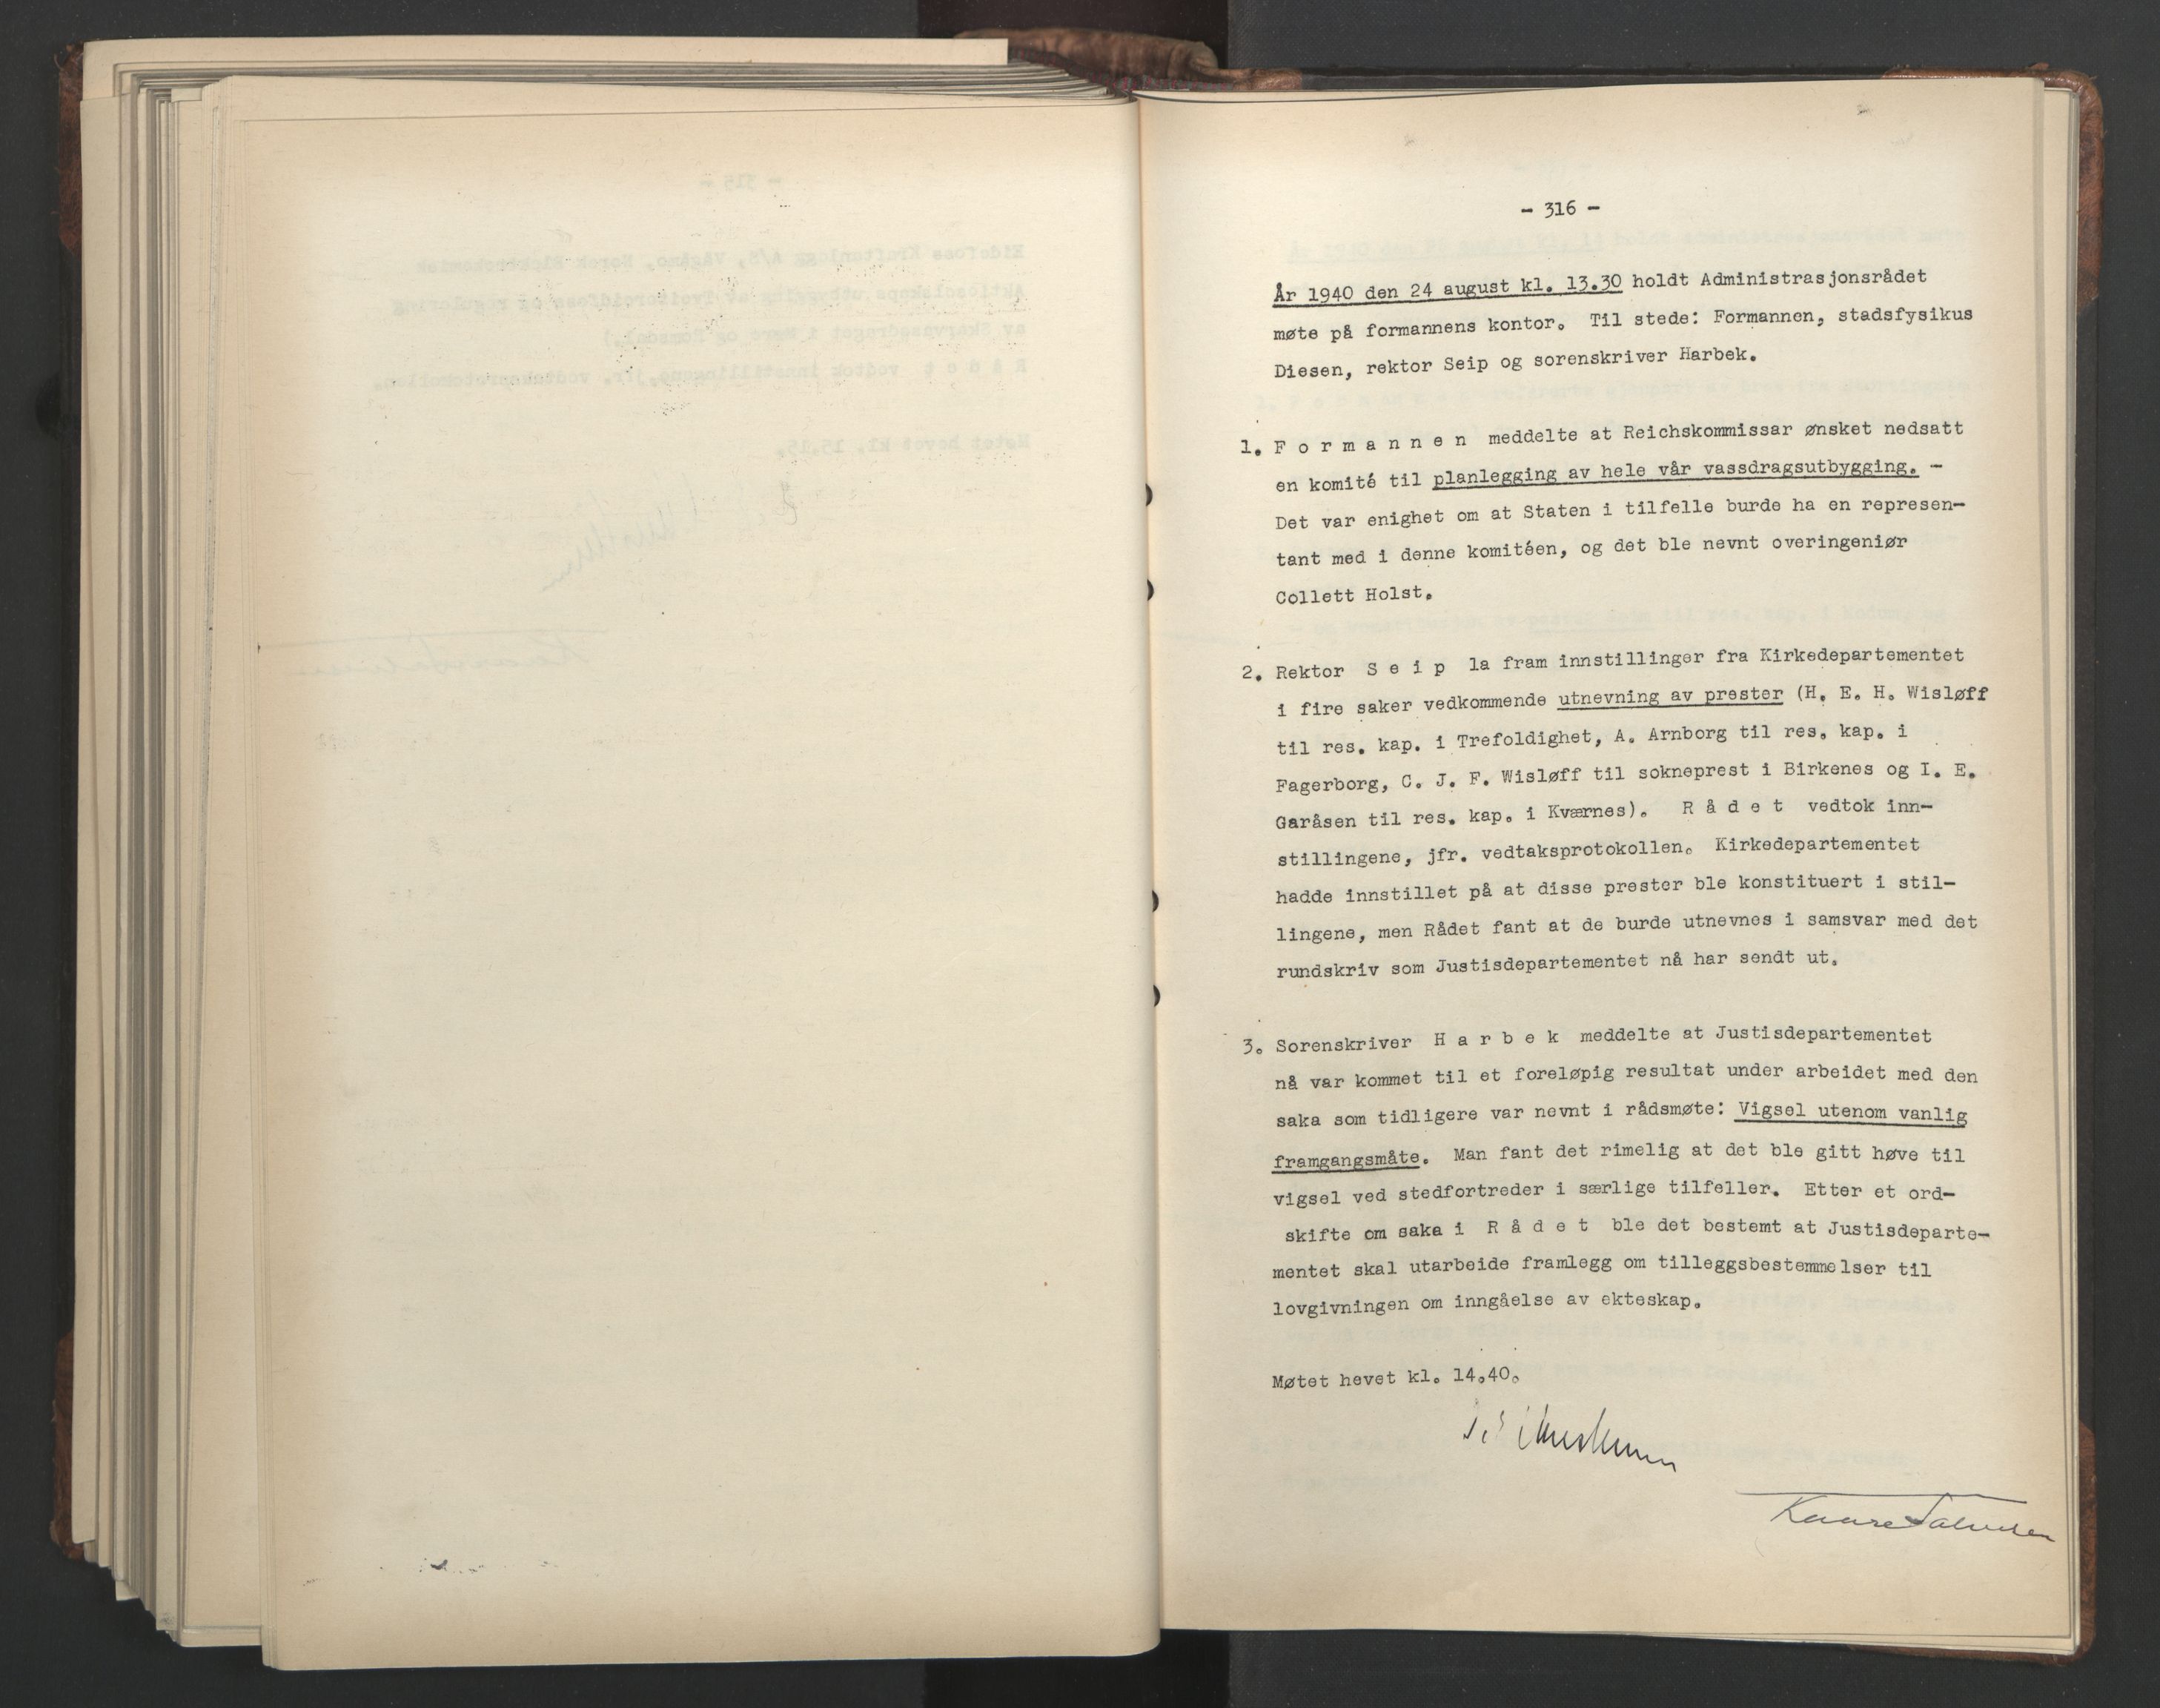 - 316 -
År 1940 den 24 august kl. 13.30 holdt Administrasjonsrådet
møte på formannens kontor. Til stede: Formannen, stadsfysikus
Diesen, rektor Seip og sorenskriver Harbek.
1. F o r m a n n e n meddelte at Reichskommissar ønsket nedsatt
en komité til planlegging av hele vår vassdragsutbygging. -
Det var enighet om at Staten i tilfelle burde ha en represen-
tant med i denne komitéen, og det ble nevnt overingeniør
Collett Holst.
2. Rektor S e i p la fram innstillinger fra Kirkedepartementet
i fire saker vedkommende utnevning av prester (H. E. H. Wisløff
til res. kap. i Trefoldighet, A. Arnborg til res. kap. i
Fagerborg, C. J. F. Wisløff til sokneprest i Birkenes og I. E.
Garåsen til res. kap. i Kværnes). R å d e t vedtok inn-
stillingene, jfr. vedtaksprotokollen. Kirkedepartementet
hadde innstillet på at disse prester ble konstituert i stil-
lingene, men Rådet fant at de burde utnevnes i samsvar med det
rundskriv som Justisdepartementet nå har sendt ut.
3. Sorenskriver H a r b e k meddelte at Justisdepartementet
nå var kommet til et foreløpig resultat under arbeidet med den
saka som tidligere var nevnt i rådsmøte: Vigsel utenom vanlig
framgangsmåte. Man fant det rimelig at det ble gitt høve til
vigsel ved stedfortreder i særlige tilfeller. Etter et ord-
skifte om saka i R å d e t ble det bestemt at Justisdeparte-
mentet skal utarbeide framlegg om tilleggsbestemmelser til
lovgivningen om inngåelse av ekteskap.
Møtet hevet kl. 14.40.
Kaare